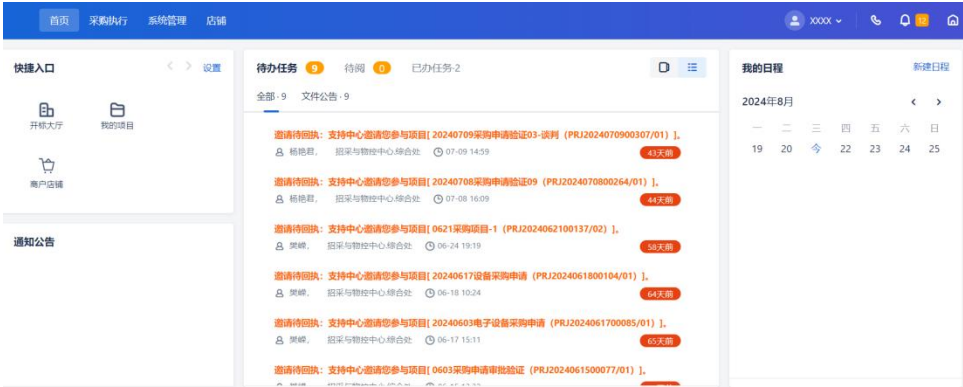 首页 采购执行 系统管理 店铺 XXXX 12
快捷入口 设置
开标大厅 我的项目
商户店铺
通知公告
待办任务 9 待阅 0 已办任务·2
全部·9 文件公告·9
邀请待回执：支持中心邀请您参与项目[ 20240709采购申请验证03-谈判（PRJ2024070900307/01）]。
杨艳君， 招采与物控中心综合处 07-09 14:59 43天前
邀请待回执：支持中心邀请您参与项目[ 20240708采购申请验证09（PRJ2024070800264/01）]。
杨艳君， 招采与物控中心综合处 07-08 16:09 44天前
邀请待回执：支持中心邀请您参与项目[ 0621采购项目-1（PRJ2024062100137/02）]。
樊嵘， 招采与物控中心综合处 06-24 19:19 58天前
邀请待回执：支持中心邀请您参与项目[ 20240617设备采购申请（PRJ2024061800104/01）]。
樊嵘， 招采与物控中心综合处 06-18 10:24 64天前
邀请待回执：支持中心邀请您参与项目[ 20240603电子设备采购申请（PRJ2024061700085/01）]。
樊嵘， 招采与物控中心综合处 06-17 15:11 65天前
邀请待回执：支持中心邀请您参与项目[ 0603采购申请审批验证（PRJ2024061500077/01）]。
我的日程 新建日程
2024年8月
一 二 三 四 五 六 日
19 20 今 22 23 24 25